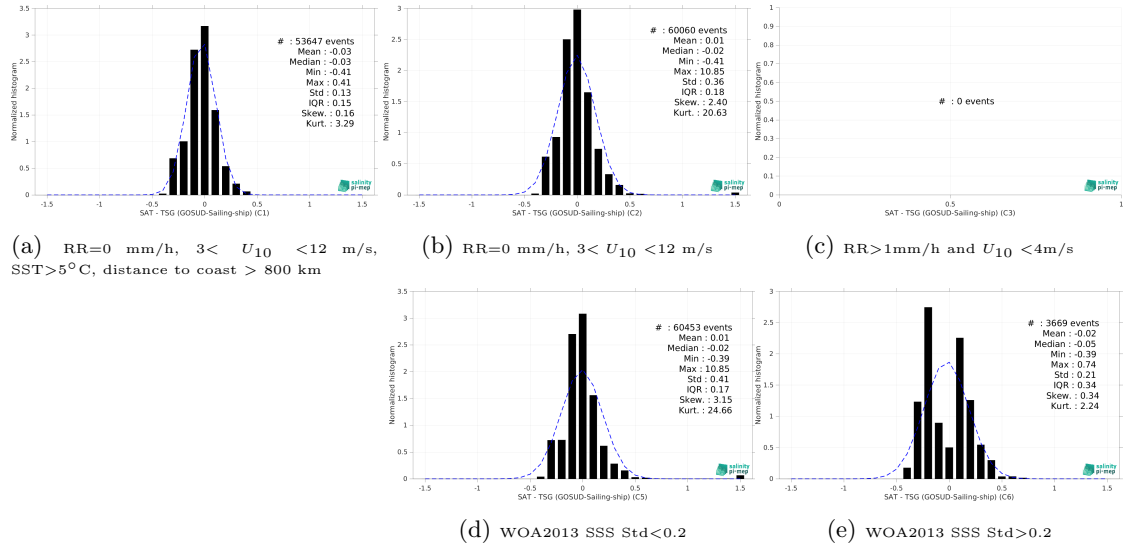 Normalized histogram
3.5
3
2.5
2
1.5
1
0.5
0
-1.5 -1 -0.5 0 0.5 1 1.5
SAT - TSG (GOSUD-Sailing-ship) (C1)
# : 53647 events
Mean : -0.03
Median : -0.03
Min : -0.41
Max : 0.41
Std : 0.13
IQR : 0.15
Skew. : 0.16
Kurt. : 3.29
salinity
pi-mep
(a) RR=0 mm/h, 3< U10 <12 m/s,
SST>5°C, distance to coast > 800 km
Normalized histogram
3
2.5
2
1.5
1
0.5
0
-1.5 -1 -0.5 0 0.5 1 1.5
SAT - TSG (GOSUD-Sailing-ship) (C2)
# : 60060 events
Mean : 0.01
Median : -0.02
Min : -0.41
Max : 10.85
Std : 0.36
IQR : 0.18
Skew. : 2.40
Kurt. : 20.63
salinity
pi-mep
(b) RR=0 mm/h, 3< U10 <12 m/s
Normalized histogram
1
0.9
0.8
0.7
0.6
0.5
0.4
0.3
0.2
0.1
0
0 0.5 1
SAT - TSG (GOSUD-Sailing-ship) (C3)
# : 0 events
salinity
pi-mep
(c) RR>1mm/h and U10 <4m/s
Normalized histogram
3.5
3
2.5
2
1.5
1
0.5
0
-1.5 -1 -0.5 0 0.5 1 1.5
SAT - TSG (GOSUD-Sailing-ship) (C5)
# : 60453 events
Mean : 0.01
Median : -0.02
Min : -0.39
Max : 10.85
Std : 0.41
IQR : 0.17
Skew. : 3.15
Kurt. : 24.66
salinity
pi-mep
(d) WOA2013 SSS Std<0.2
Normalized histogram
3
2.5
2
1.5
1
0.5
0
-1.5 -1 -0.5 0 0.5 1 1.5
SAT - TSG (GOSUD-Sailing-ship) (C6)
# : 3669 events
Mean : -0.02
Median : -0.05
Min : -0.39
Max : 0.74
Std : 0.21
IQR : 0.34
Skew. : 0.34
Kurt. : 2.24
salinity
pi-mep
(e) WOA2013 SSS Std>0.2